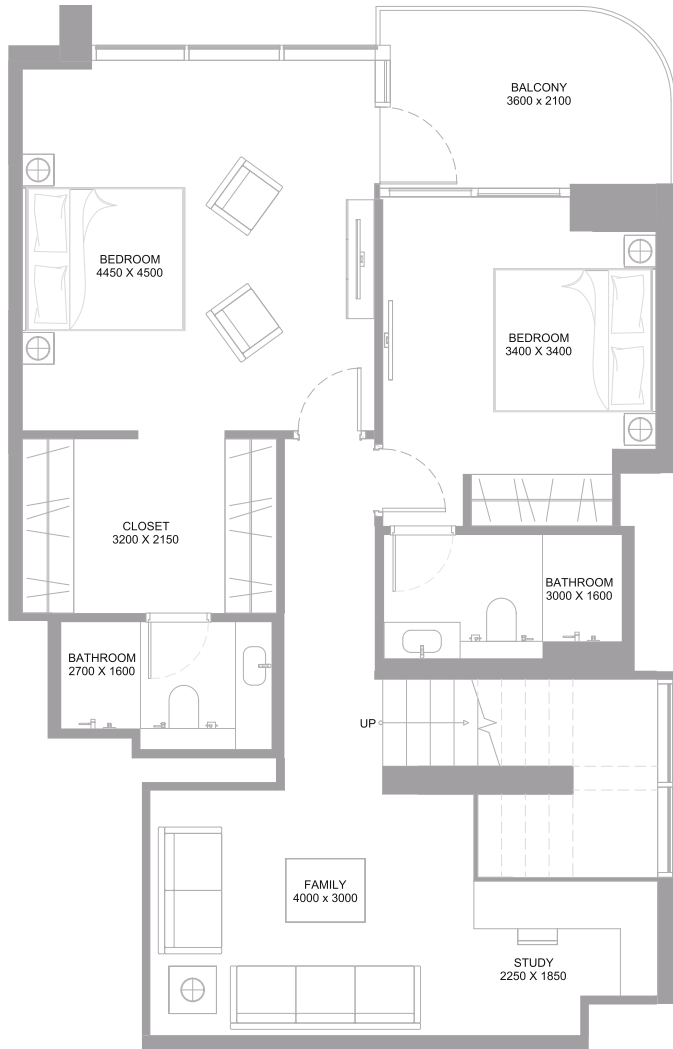 BALCONY
3600 x 2100
BEDROOM
4450 X 4500
BEDROOM
3400 X 3400
CLOSET
3200 X 2150
BATHROOM
3000 X 1600
BATHROOM
2700 X 1600
UP
FAMILY
4000 x 3000
STUDY
2250 X 1850